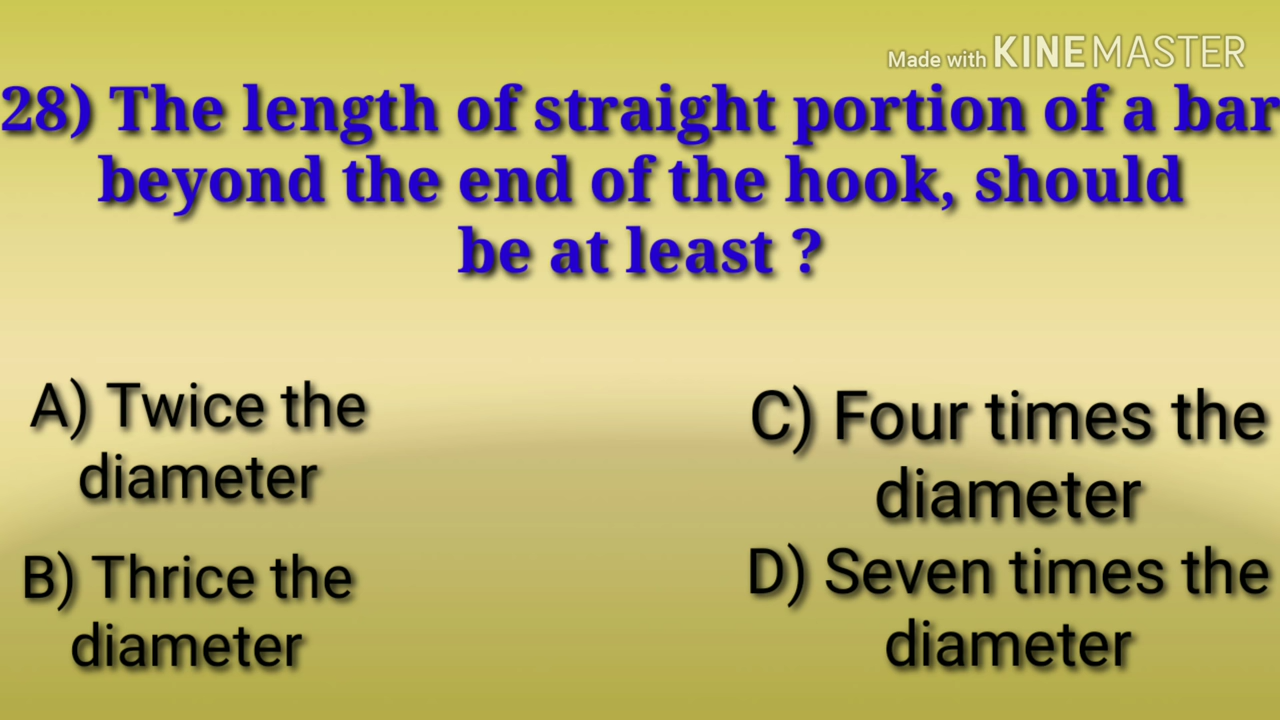 Made with KINEMASTER
28) The length of straight portion of a bar
beyond the end of the hook, should
be at least ?
A) Twice the
diameter
B) Thrice the
diameter
C) Four times the
diameter
D) Seven times the
diameter